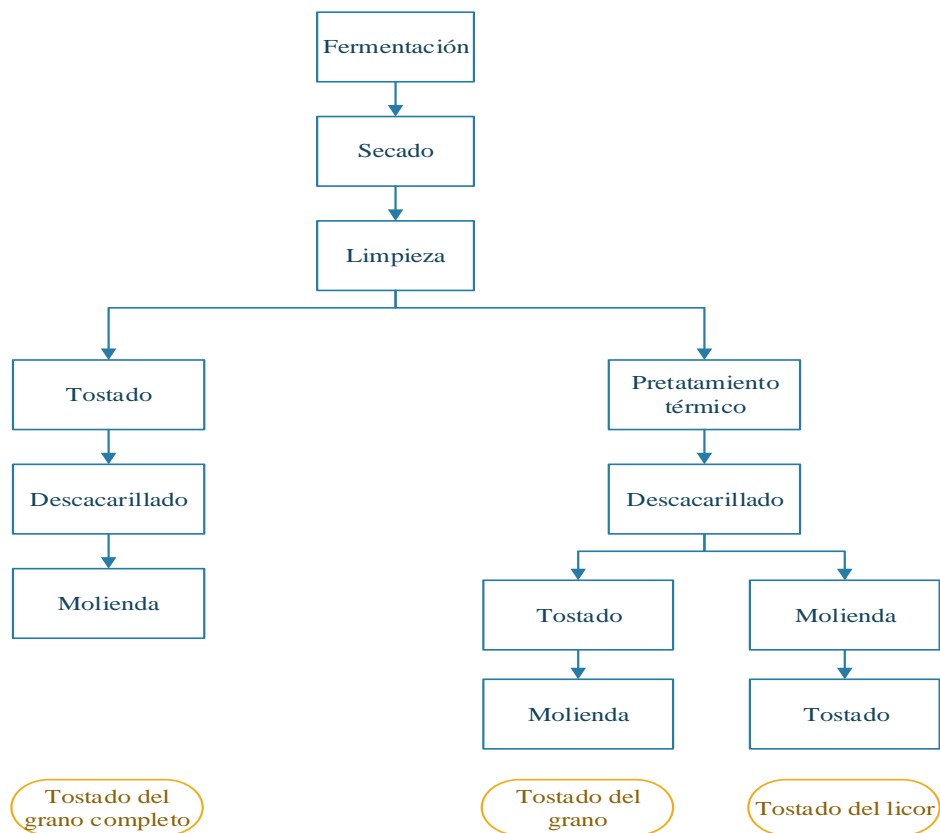 Fermentación
Secado
Limpieza
Tostado
Pretatamiento
térmico
Descacarillado
Descacarillado
Molienda
Tostado
Molienda
Molienda
Tostado
Tostado del
grano completo
Tostado del
grano
Tostado del licor